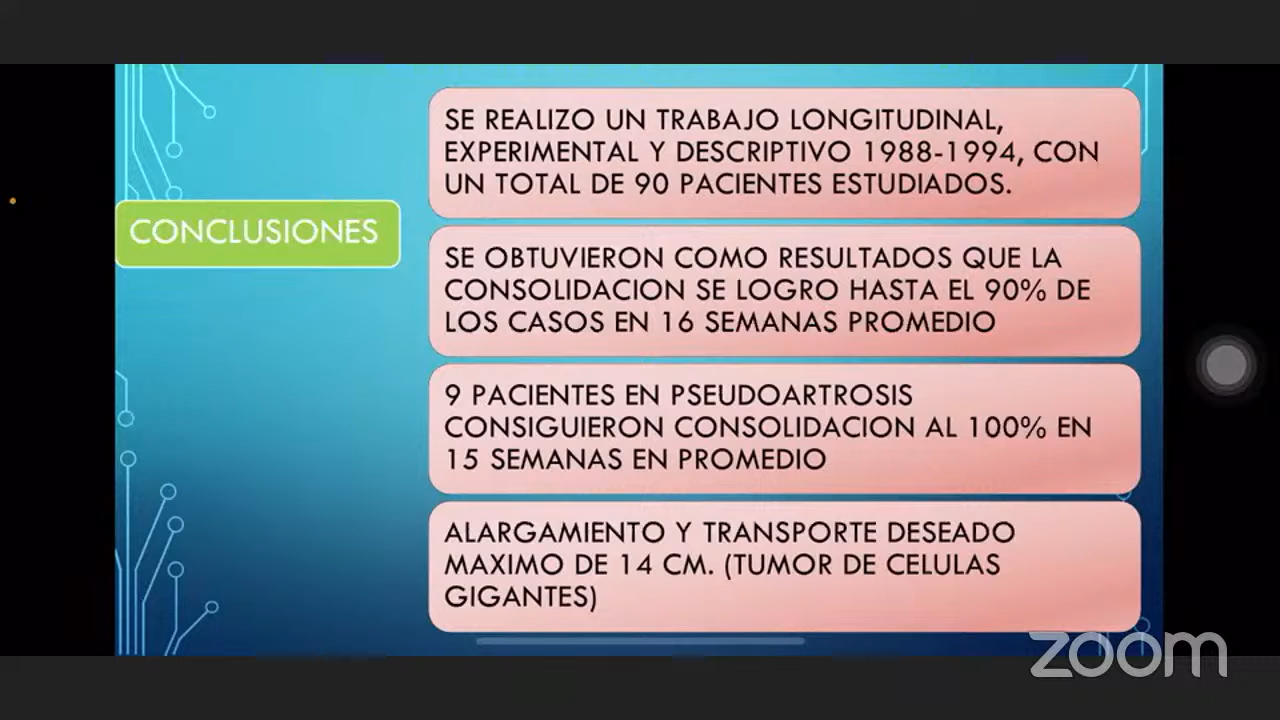 CONCLUSIONES
SE REALIZO UN TRABAJO LONGITUDINAL,
EXPERIMENTAL Y DESCRIPTIVO 1988-1994, CON
UN TOTAL DE 90 PACIENTES ESTUDIADOS.
SE OBTUVIERON COMO RESULTADOS QUE LA
CONSOLIDACION SE LOGRO HASTA EL 90% DE
LOS CASOS EN 16 SEMANAS PROMEDIO
9 PACIENTES EN PSEUDOARTROSIS
CONSIGUIERON CONSOLIDACION AL 100% EN
15 SEMANAS EN PROMEDIO
ALARGAMIENTO Y TRANSPORTE DESEADO
MAXIMO DE 14 CM. (TUMOR DE CELULAS
GIGANTES)
zoom